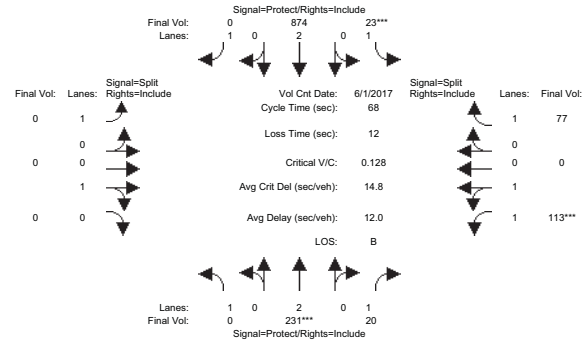 Signal=Protect/Rights=Include
Final Vol: 0 874 23***
Lanes: 1 0 2 0 1
Signal=Split
Final Vol: Lanes: Rights=Include
Vol Cnt Date: 6/1/2017
Signal=Split
Rights=Include Lanes: Final Vol:
Cycle Time (sec): 68
0 1
1 77
Loss Time (sec): 12
0
0
0 0
Critical V/C: 0.128
0 0
1
Avg Crit Del (sec/veh): 14.8
1
0 0
Avg Delay (sec/veh): 12.0
1 113***
LOS: B
Lanes: 1 0 2 0 1
Final Vol: 0 231*** 20
Signal=Protect/Rights=Include